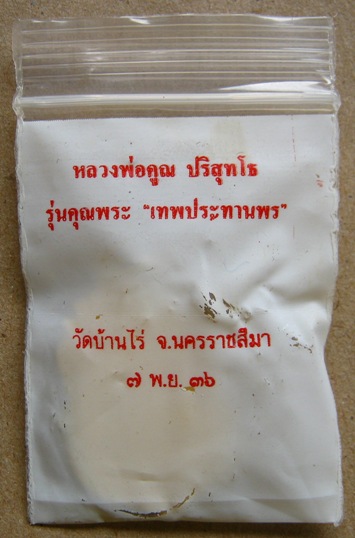 หลวงพ่อคูณ ปริสุทโธ
รุ่นคุณพระ “เทพประทานพร”
วัดบ้านไร่ จ.นครราชสีมา
๗ พ.ย. ๓๖